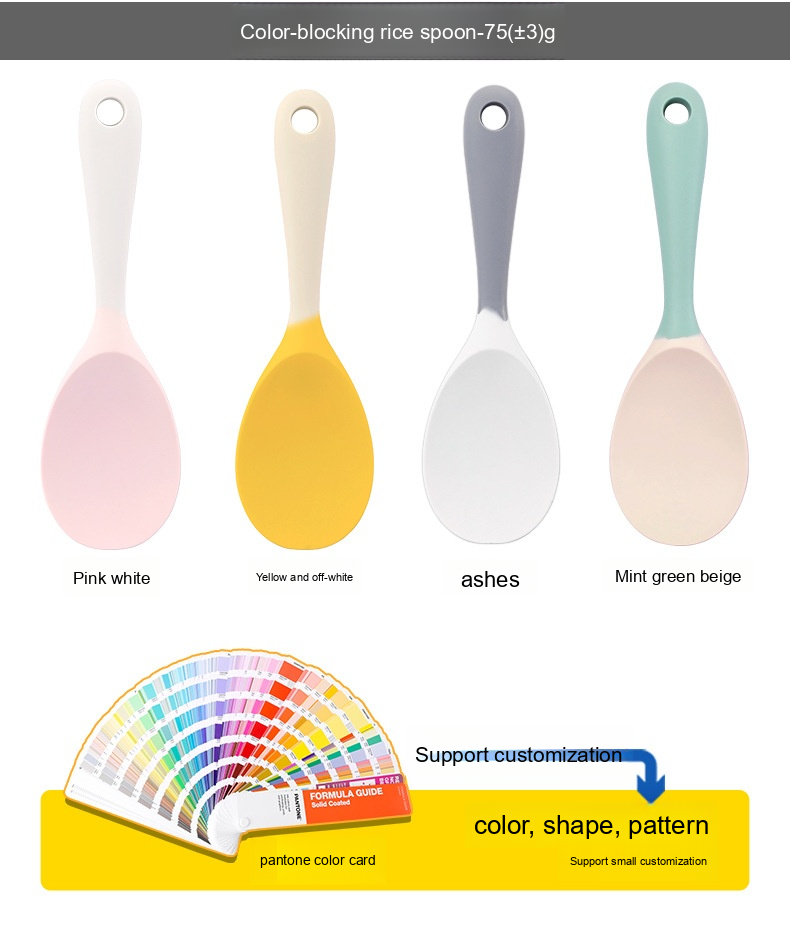 Color-blocking rice spoon-75(±3)g
Pink white
Yellow and off-white
ashes
Mint green beige
Support customization
PANTONE
FORMULA GUIDE
Solid Coated
color, shape, pattern
pantone color card
Support small customization